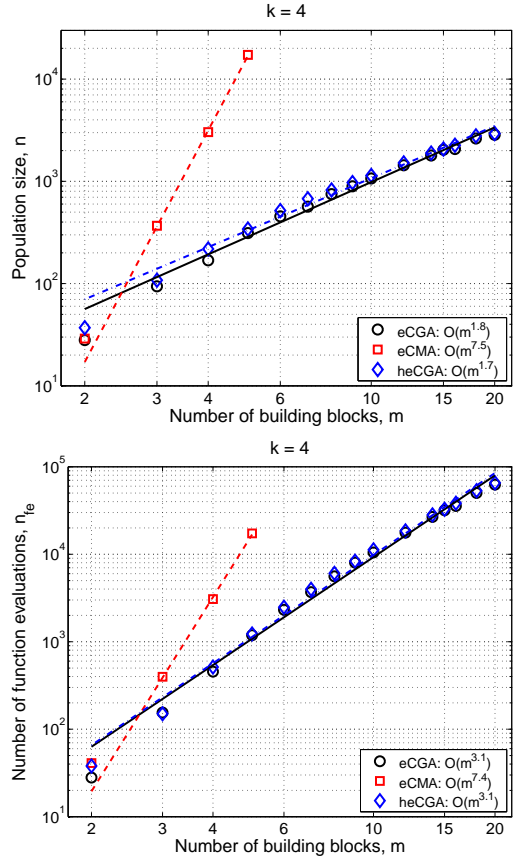 k = 4
Population size, n
10^4
10^3
10^2
10^1
eCGA: O(m^1.8)
eCMA: O(m^7.5)
heCGA: O(m^1.7)
2 3 4 6 10 15 20
Number of building blocks, m
k = 4
Number of function evaluations, n_fe
10^5
10^4
10^3
10^2
10^1
eCGA: O(m^3.1)
eCMA: O(m^7.4)
heCGA: O(m^3.1)
2 3 4 6 10 15 20
Number of building blocks, m